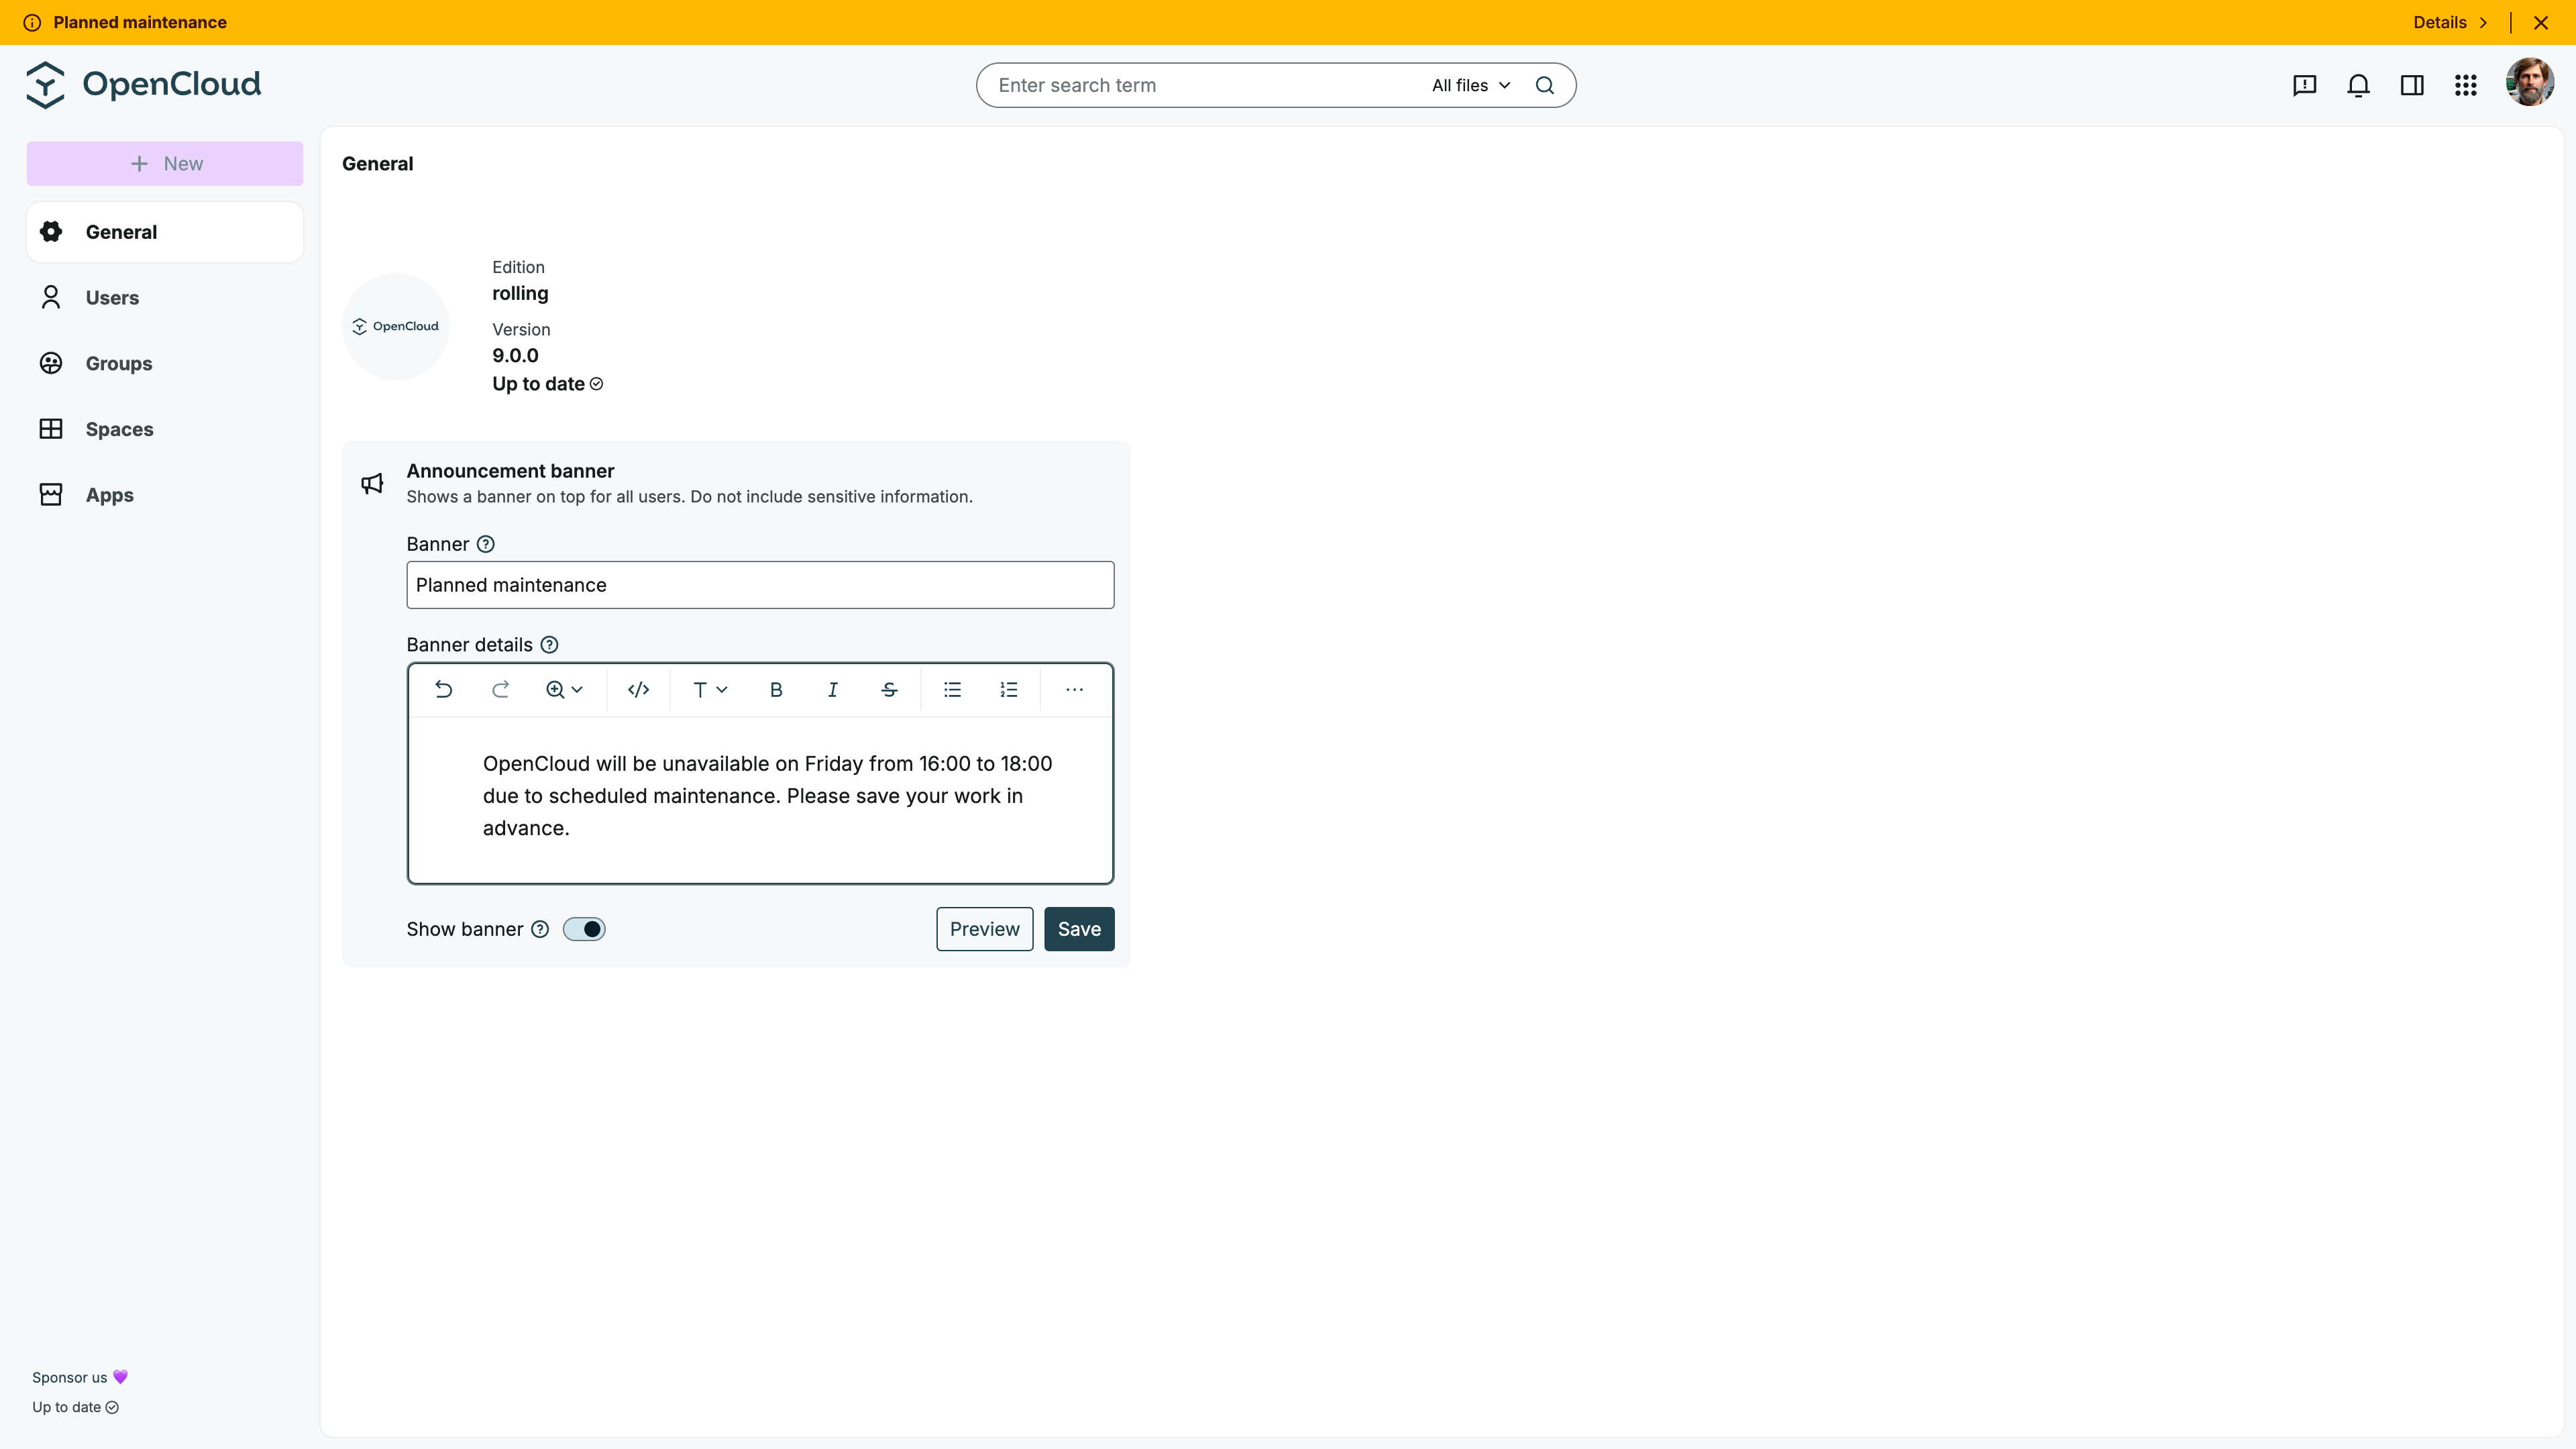 Planned maintenance
Details
OpenCloud
Enter search term
All files
New
General
Users
Groups
Spaces
Apps
General
OpenCloud
Edition
rolling
Version
9.0.0
Up to date
Announcement banner
Shows a banner on top for all users. Do not include sensitive information.
Banner
Planned maintenance
Banner details
OpenCloud will be unavailable on Friday from 16:00 to 18:00
due to scheduled maintenance. Please save your work in
advance.
Show banner
Preview
Save
Sponsor us 💜
Up to date